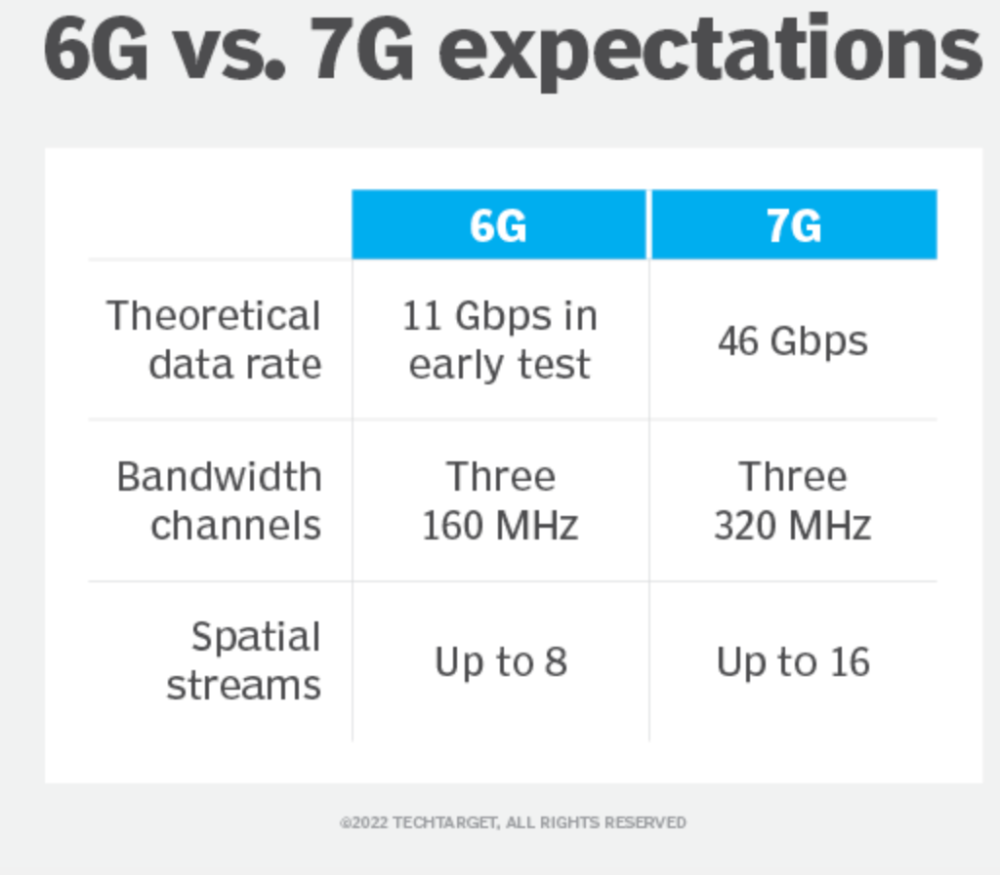 6G vs. 7G expectations
6G
7G
Theoretical
data rate
11 Gbps in
early test
46 Gbps
Bandwidth
channels
Three
160 MHz
Three
320 MHz
Spatial
streams
Up to 8
Up to 16
©2022 TECHTARGET, ALL RIGHTS RESERVED